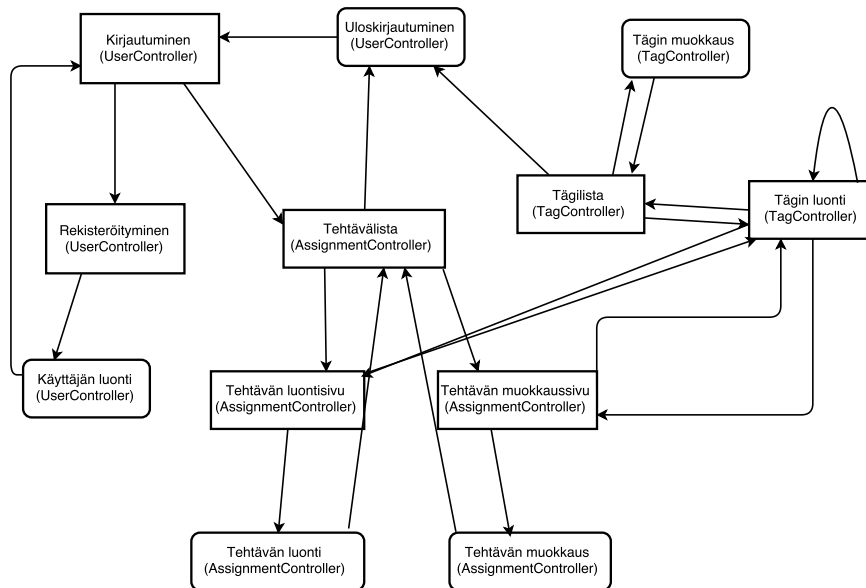 Kirjautuminen
(UserController)
Uloskirjautuminen
(UserController)
Tägin muokkaus
(TagController)
Rekisteröityminen
(UserController)
Tehtävälista
(AssignmentController)
Tägilista
(TagController)
Tägin luonti
(TagController)
Käyttäjän luonti
(UserController)
Tehtävän luontisivu
(AssignmentController)
Tehtävän muokkaussivu
(AssignmentController)
Tehtävän luonti
(AssignmentController)
Tehtävän muokkaus
(AssignmentController)